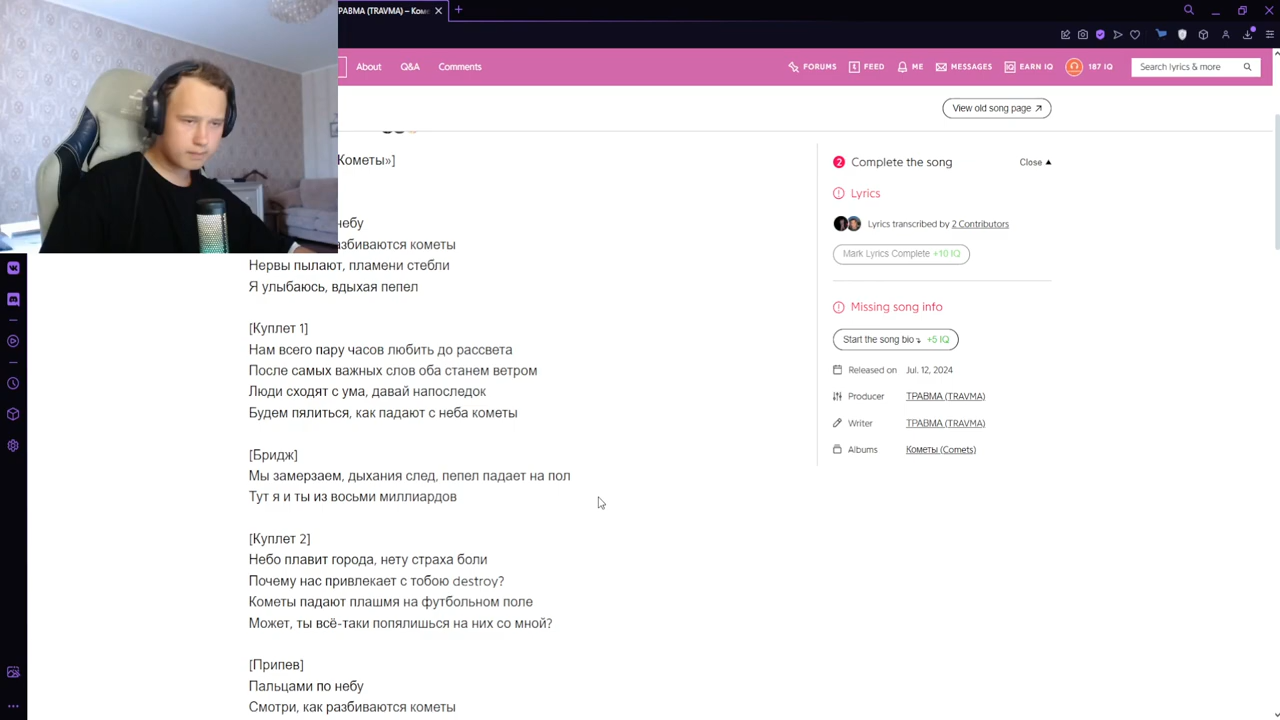 РАВМА (TRAVMA) – Ком
About
Q&A
Comments
FORUMS
FEED
ME
MESSAGES
EARN IQ
187 IQ
Search lyrics & more
View old song page
Кометы»]
небу
азбиваются кометы
Нервы пылают, пламени стебли
Я улыбаюсь, вдыхая пепел
[Куплет 1]
Нам всего пару часов любить до рассвета
После самых важных слов оба станем ветром
Люди сходят с ума, давай напоследок
Будем пялиться, как падают с неба кометы
[Бридж]
Мы замерзаем, дыхания след, пепел падает на пол
Тут я и ты из восьми миллиардов
[Куплет 2]
Небо плавит города, нету страха боли
Почему нас привлекает с тобою destroy?
Кометы падают плашмя на футбольном поле
Может, ты всё-таки попялишься на них со мной?
[Припев]
Пальцами по небу
Смотри, как разбиваются кометы
2 Complete the song
Close
Lyrics
Lyrics transcribed by 2 Contributors
Mark Lyrics Complete +10 IQ
Missing song info
Start the song bio +5 IQ
Released on Jul. 12, 2024
Producer ТРАВМА (TRAVMA)
Writer ТРАВМА (TRAVMA)
Albums Кометы (Comets)